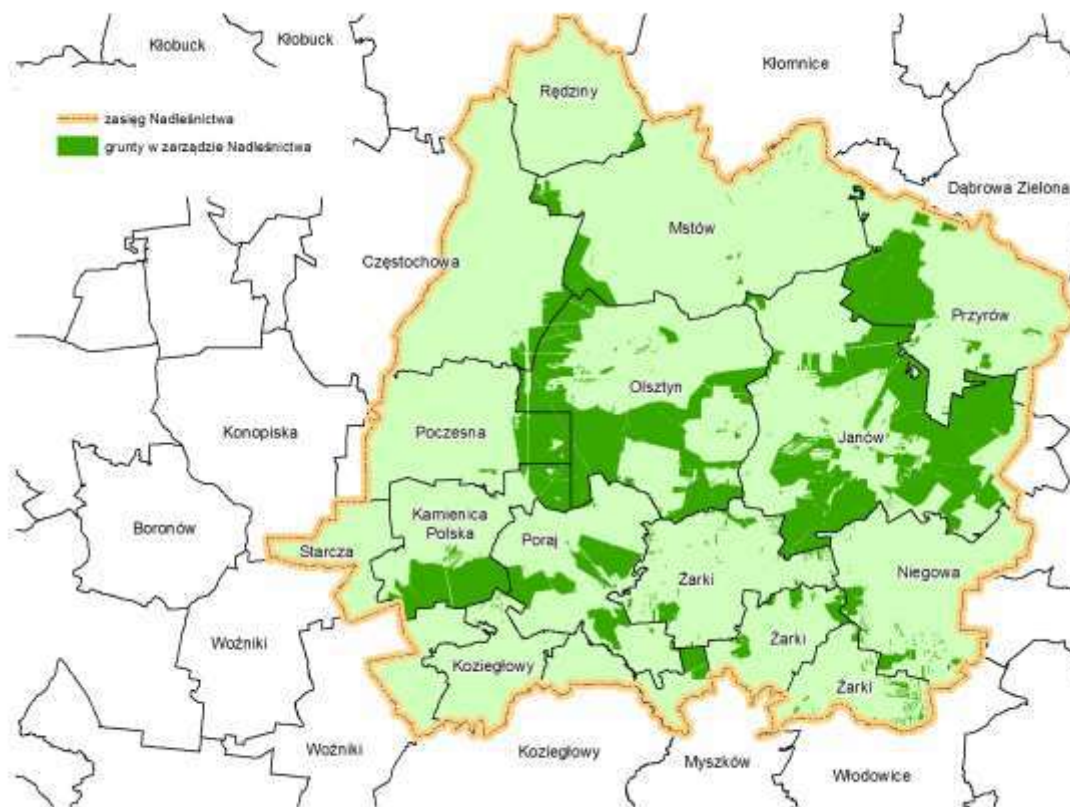 Kłobuck
Kłobuck
Kłomnice
Rędziny
zasięg Nadleśnictwa
grunty w zarządzie Nadleśnictwa
Dąbrowa Zielona
Mstów
Częstochowa
Przyrów
Olsztyn
Konopiska
Poczesna
Janów
Boronów
Kamienica
Polska
Starcza
Poraj
Żarki
Niegowa
Woźniki
Koziegłowy
Żarki
Żarki
Woźniki
Koziegłowy
Myszków
Włodowice